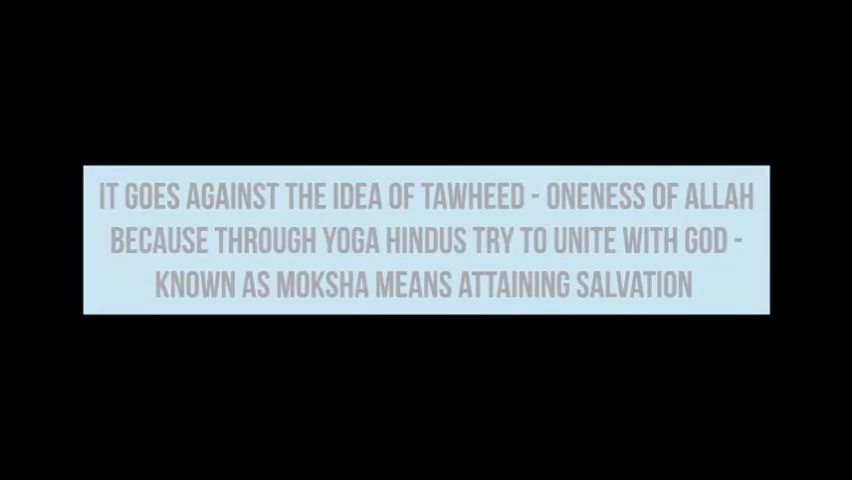 IT GOES AGAINST THE IDEA OF TAWHEED - ONENESS OF ALLAH
BECAUSE THROUGH YOGA HINDUS TRY TO UNITE WITH GOD -
KNOWN AS MOKSHA MEANS ATTAINING SALVATION